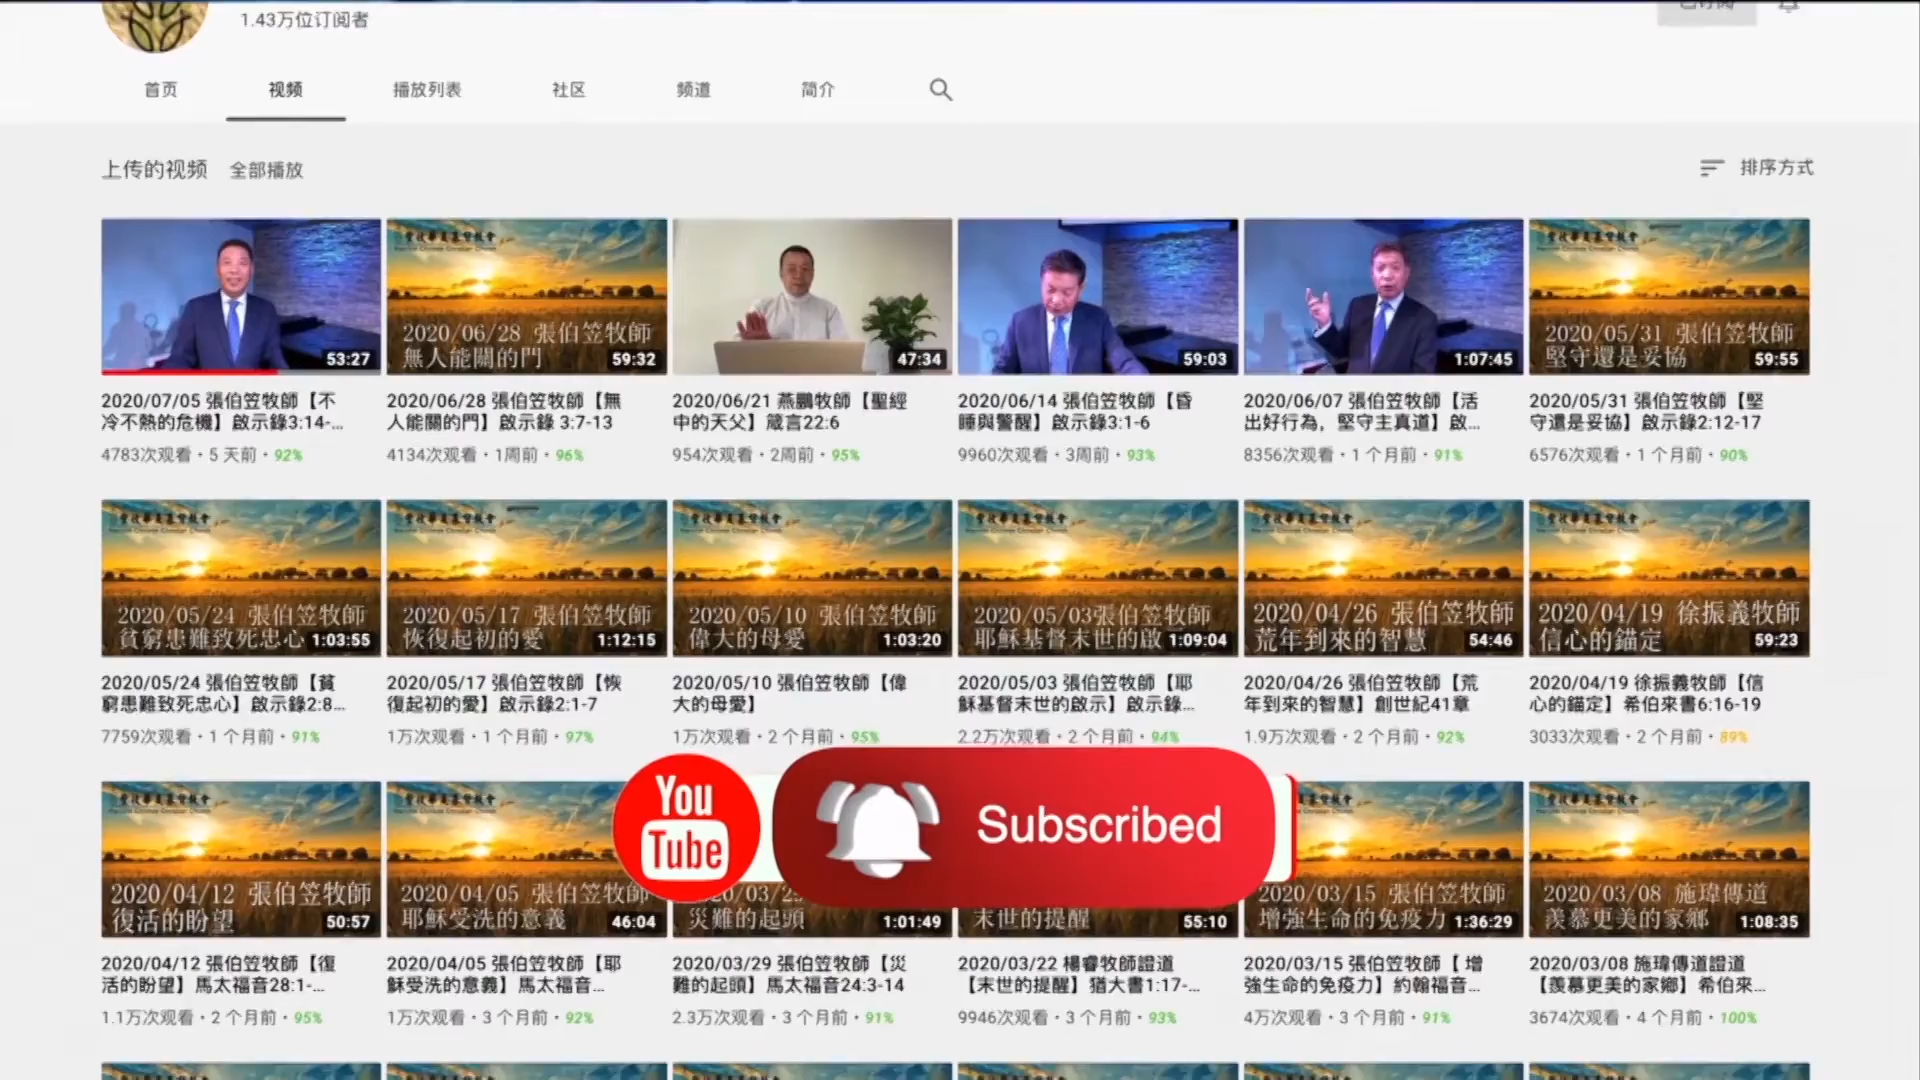 1.43万位订阅者
首页 视频 播放列表 社区 频道 简介
上传的视频 全部播放 排序方式
53:27
2020/06/28 張伯笠牧師
無人能關的門 59:32
47:34
59:03
1:07:45
2020/05/31 張伯笠牧師
堅守還是妥協 59:55
2020/07/05 張伯笠牧師【不
冷不熱的危機】啟示錄3:14-...
4783次观看・5 天前・92%
2020/06/28 張伯笠牧師【無
人能關的門】啟示錄 3:7-13
4134次观看・1周前・96%
2020/06/21 燕鵬牧師【聖經
中的天父】箴言22:6
954次观看・2周前・95%
2020/06/14 張伯笠牧師【昏
睡與警醒】啟示錄3:1-6
9960次观看・3周前・93%
2020/06/07 張伯笠牧師【活
出好行為，堅守主真道】啟...
8356次观看・1 个月前・91%
2020/05/31 張伯笠牧師【堅
守還是妥協】啟示錄2:12-17
6576次观看・1 个月前・90%
2020/05/24 張伯笠牧師
貧窮患難致死忠心 1:03:55
2020/05/17 張伯笠牧師
恢復起初的愛 1:12:15
2020/05/10 張伯笠牧師
偉大的母愛 1:03:20
2020/05/03張伯笠牧師
耶穌基督末世的啟 1:09:04
2020/04/26 張伯笠牧師
荒年到來的智慧 54:46
2020/04/19 徐振義牧師
信心的錨定 59:23
2020/05/24 張伯笠牧師【貧
窮患難致死忠心】啟示錄2:8...
7759次观看・1 个月前・91%
2020/05/17 張伯笠牧師【恢
復起初的愛】啟示錄2:1-7
1万次观看・1 个月前・97%
2020/05/10 張伯笠牧師【偉
大的母愛】
1万次观看・2 个月前・95%
2020/05/03 張伯笠牧師【耶
穌基督末世的啟示】啟示錄...
2.2万次观看・2 个月前・94%
2020/04/26 張伯笠牧師【荒
年到來的智慧】創世紀41章
1.9万次观看・2 个月前・92%
2020/04/19 徐振義牧師【信
心的錨定】希伯來書6:16-19
3033次观看・2 个月前・89%
You
Tube
Subscribed
2020/04/12 張伯笠牧師
復活的盼望 50:57
2020/04/05 張伯笠牧師
耶穌受洗的意義 46:04
災難的起頭 1:01:49
末世的提醒 55:10
2020/03/15 張伯笠牧師
增強生命的免疫力 1:36:29
2020/03/08 施瑋傳道
羨慕更美的家鄉 1:08:35
2020/04/12 張伯笠牧師【復
活的盼望】馬太福音28:1-...
1.1万次观看・2 个月前・95%
2020/04/05 張伯笠牧師【耶
穌受洗的意義】馬太福音...
1万次观看・3 个月前・92%
2020/03/29 張伯笠牧師【災
難的起頭】馬太福音24:3-14
2.3万次观看・3 个月前・91%
2020/03/22 楊睿牧師證道
【末世的提醒】猶大書1:17-...
9946次观看・3 个月前・93%
2020/03/15 張伯笠牧師【 增
強生命的免疫力】約翰福音...
4万次观看・3 个月前・91%
2020/03/08 施瑋傳道證道
【羨慕更美的家鄉】希伯來...
3674次观看・4 个月前・100%